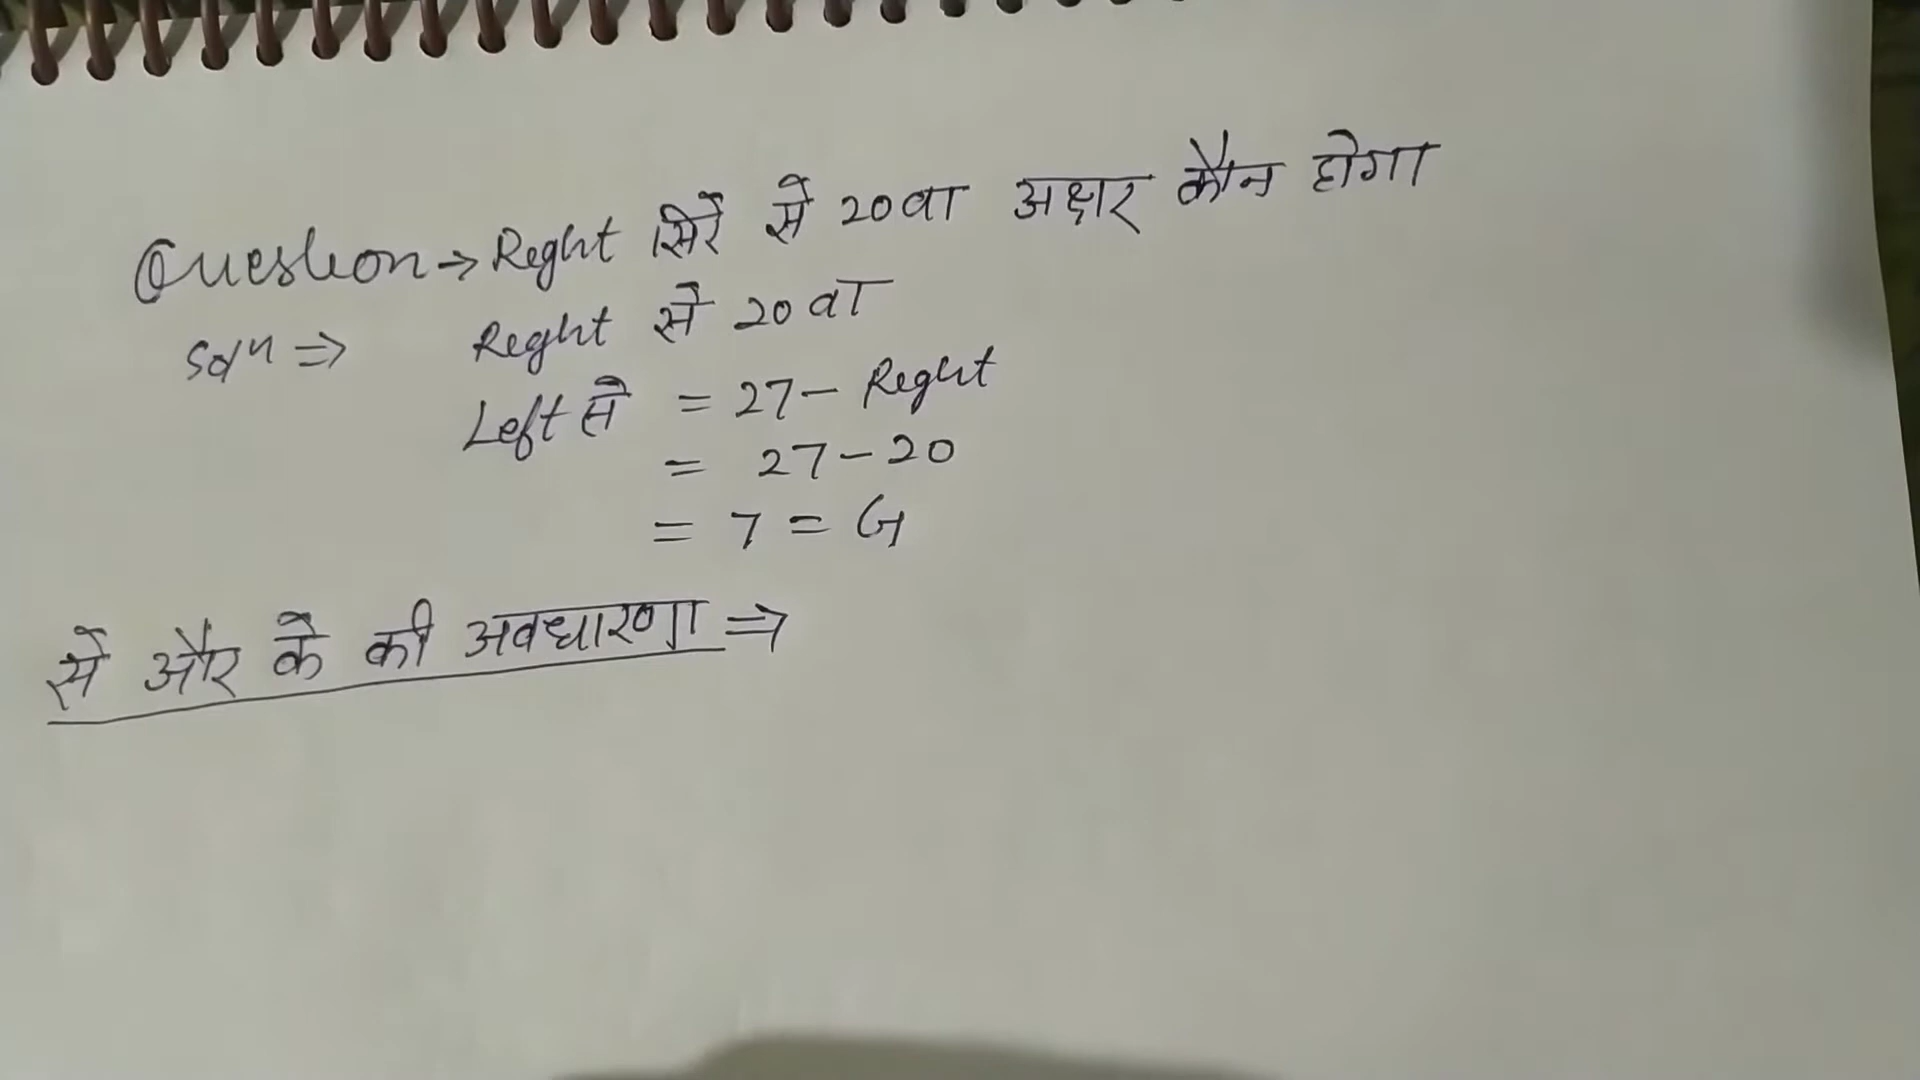 Question → Reght सिरे से 20वा अक्षर कौन होगा
Soln ⇒ Reght से 20वा
Left से = 27 - Reght
= 27 - 20
= 7 = G
से और के की अवधारणा ⇒